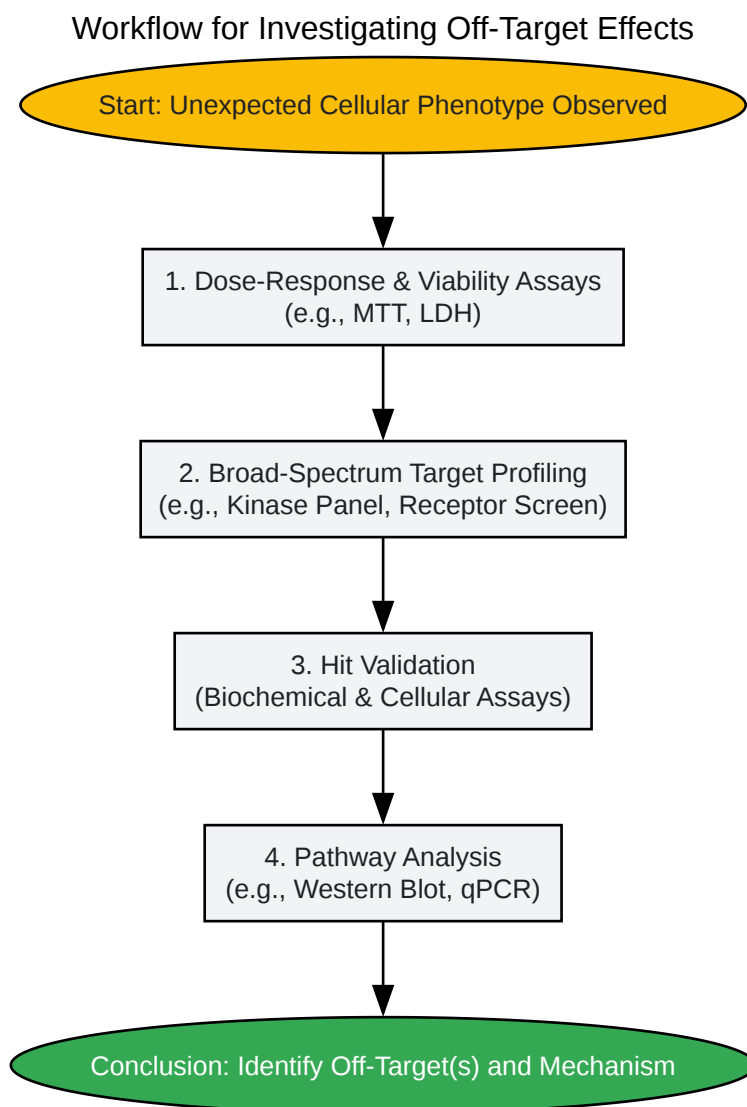 Workflow for Investigating Off-Target Effects
Start: Unexpected Cellular Phenotype Observed
1. Dose-Response & Viability Assays
(e.g., MTT, LDH)
2. Broad-Spectrum Target Profiling
(e.g., Kinase Panel, Receptor Screen)
3. Hit Validation
(Biochemical & Cellular Assays)
4. Pathway Analysis
(e.g., Western Blot, qPCR)
Conclusion: Identify Off-Target(s) and Mechanism